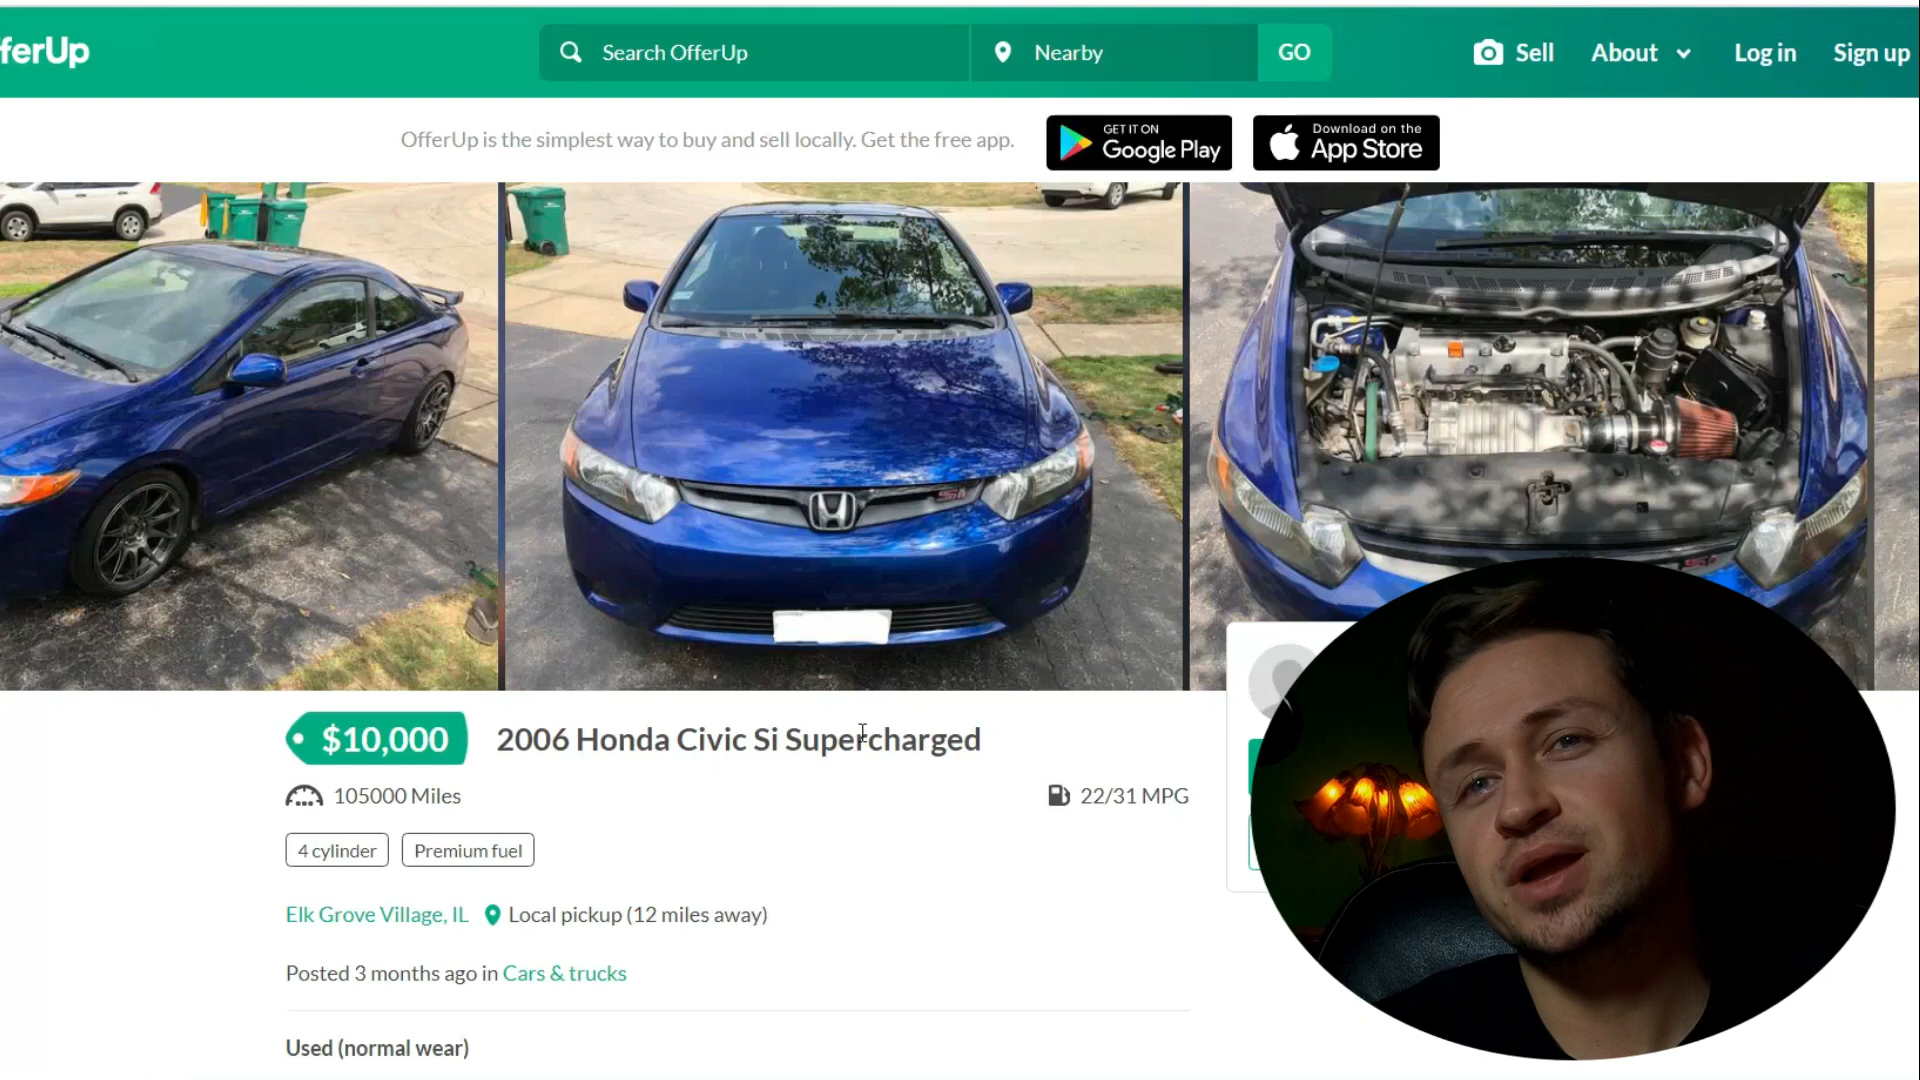 ferUp
Search OfferUp
Nearby
GO
Sell
About
Log in
Sign up
OfferUp is the simplest way to buy and sell locally. Get the free app.
GET IT ON
Google Play
Download on the
App Store
$10,000
2006 Honda Civic Si Supercharged
105000 Miles
22/31 MPG
4 cylinder
Premium fuel
Elk Grove Village, IL
Local pickup (12 miles away)
Posted 3 months ago in Cars & trucks
Used (normal wear)